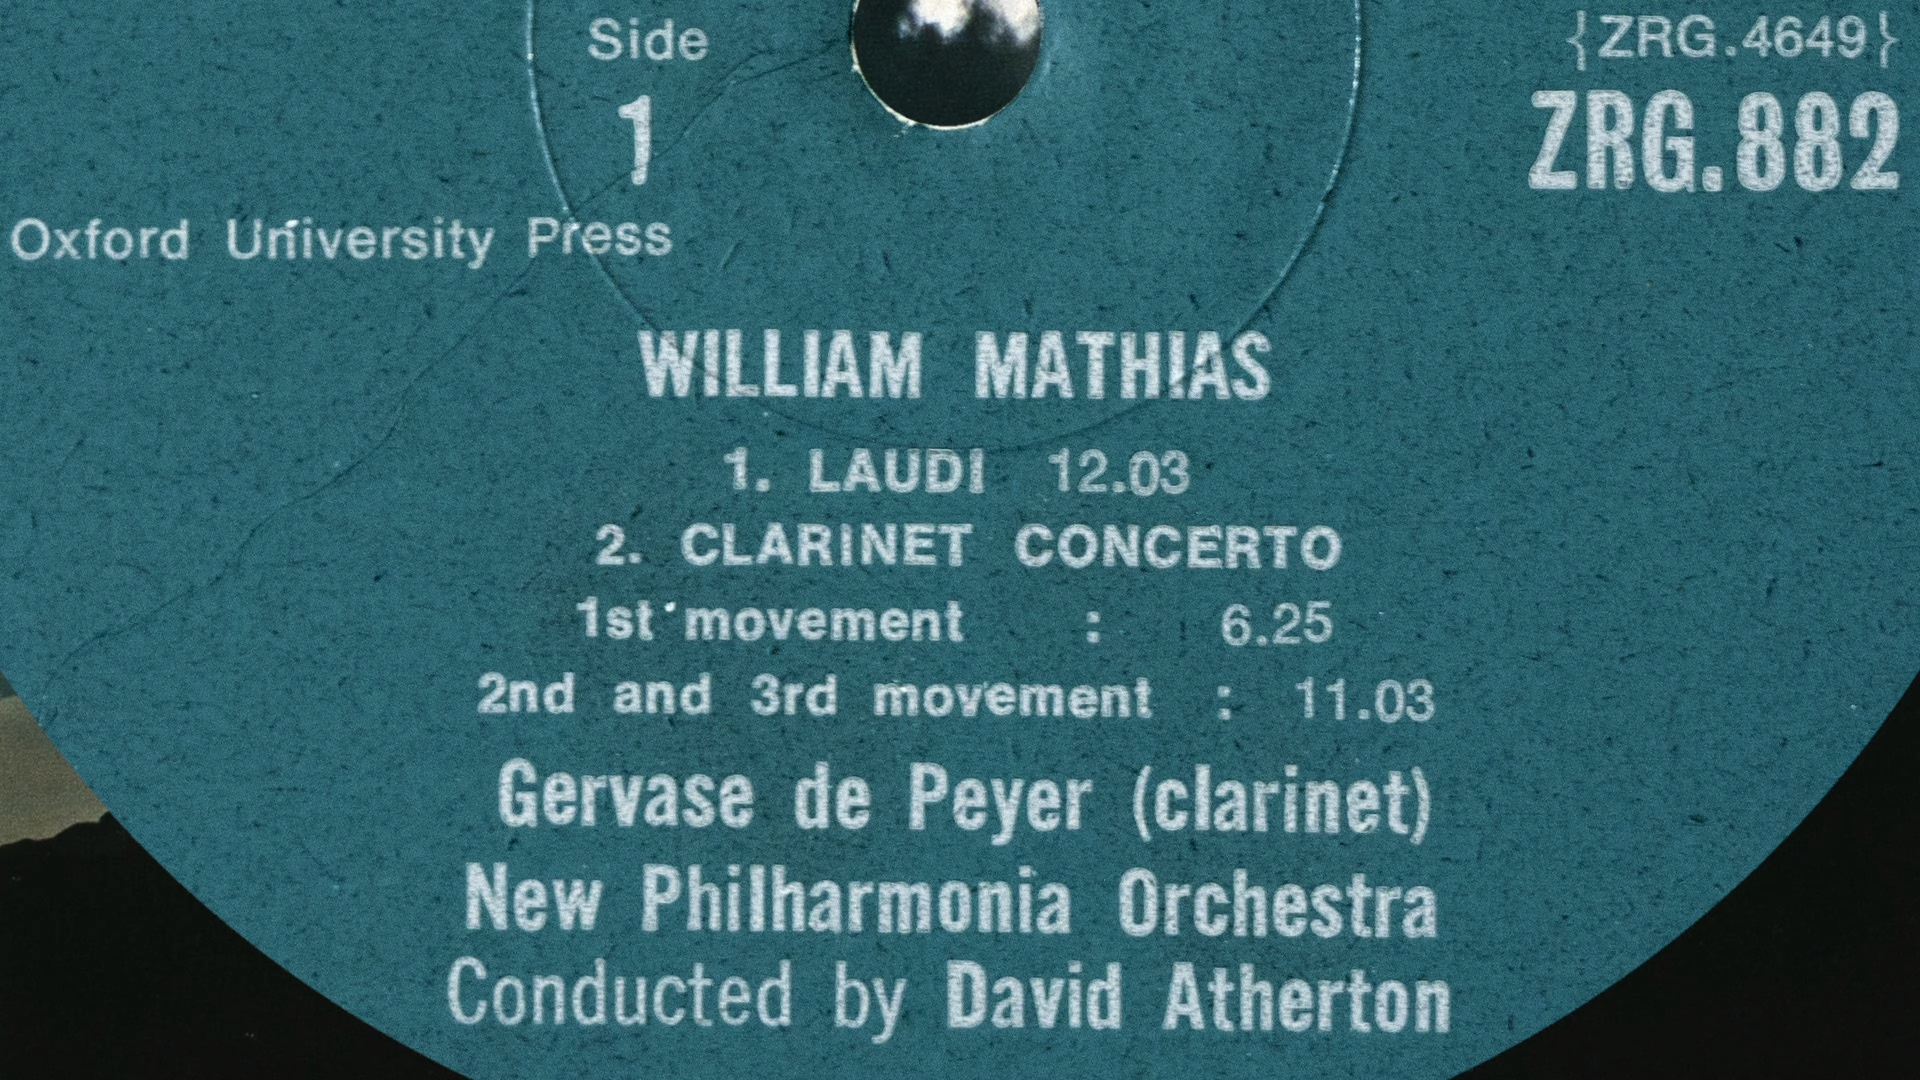 Side
1
{ZRG.4649}
ZRG.882
Oxford University Press
WILLIAM MATHIAS
1. LAUDI 12.03
2. CLARINET CONCERTO
1st movement : 6.25
2nd and 3rd movement : 11.03
Gervase de Peyer (clarinet)
New Philharmonia Orchestra
Conducted by David Atherton